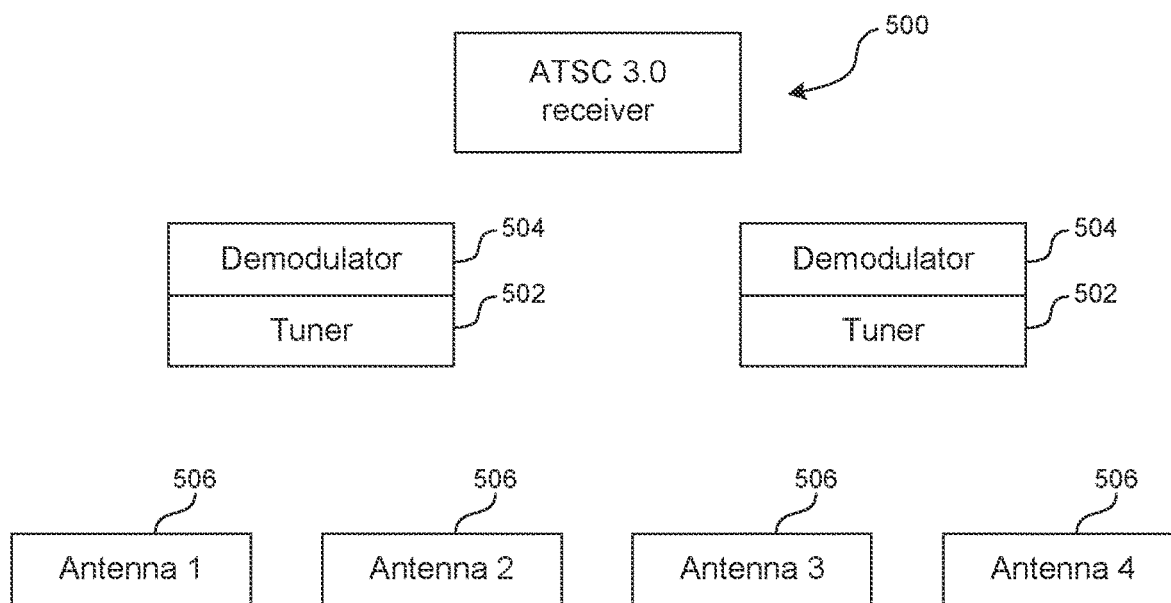 500
ATSC 3.0
receiver
504
504
Demodulator
Demodulator
502
502
Tuner
Tuner
506
506
506
506
Antenna 1
Antenna 2
Antenna 3
Antenna 4